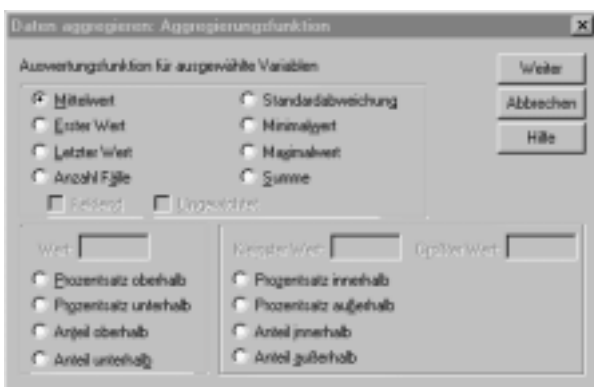 Daten aggregieren: Aggregierungsfunktion
Auswertungsfunktion für ausgewählte Variablen
Mittelwert
Erster Wert
Letzter Wert
Anzahl Fälle
Standardabweichung
Minimalwert
Maximalwert
Summe
Fehlend
Ungewichtet
Weiter
Abbrechen
Hilfe
Wert:
Prozentsatz oberhalb
Prozentsatz unterhalb
Anteil oberhalb
Anteil unterhalb
Kleinster Wert:
Größter Wert:
Prozentsatz innerhalb
Prozentsatz außerhalb
Anteil innerhalb
Anteil außerhalb